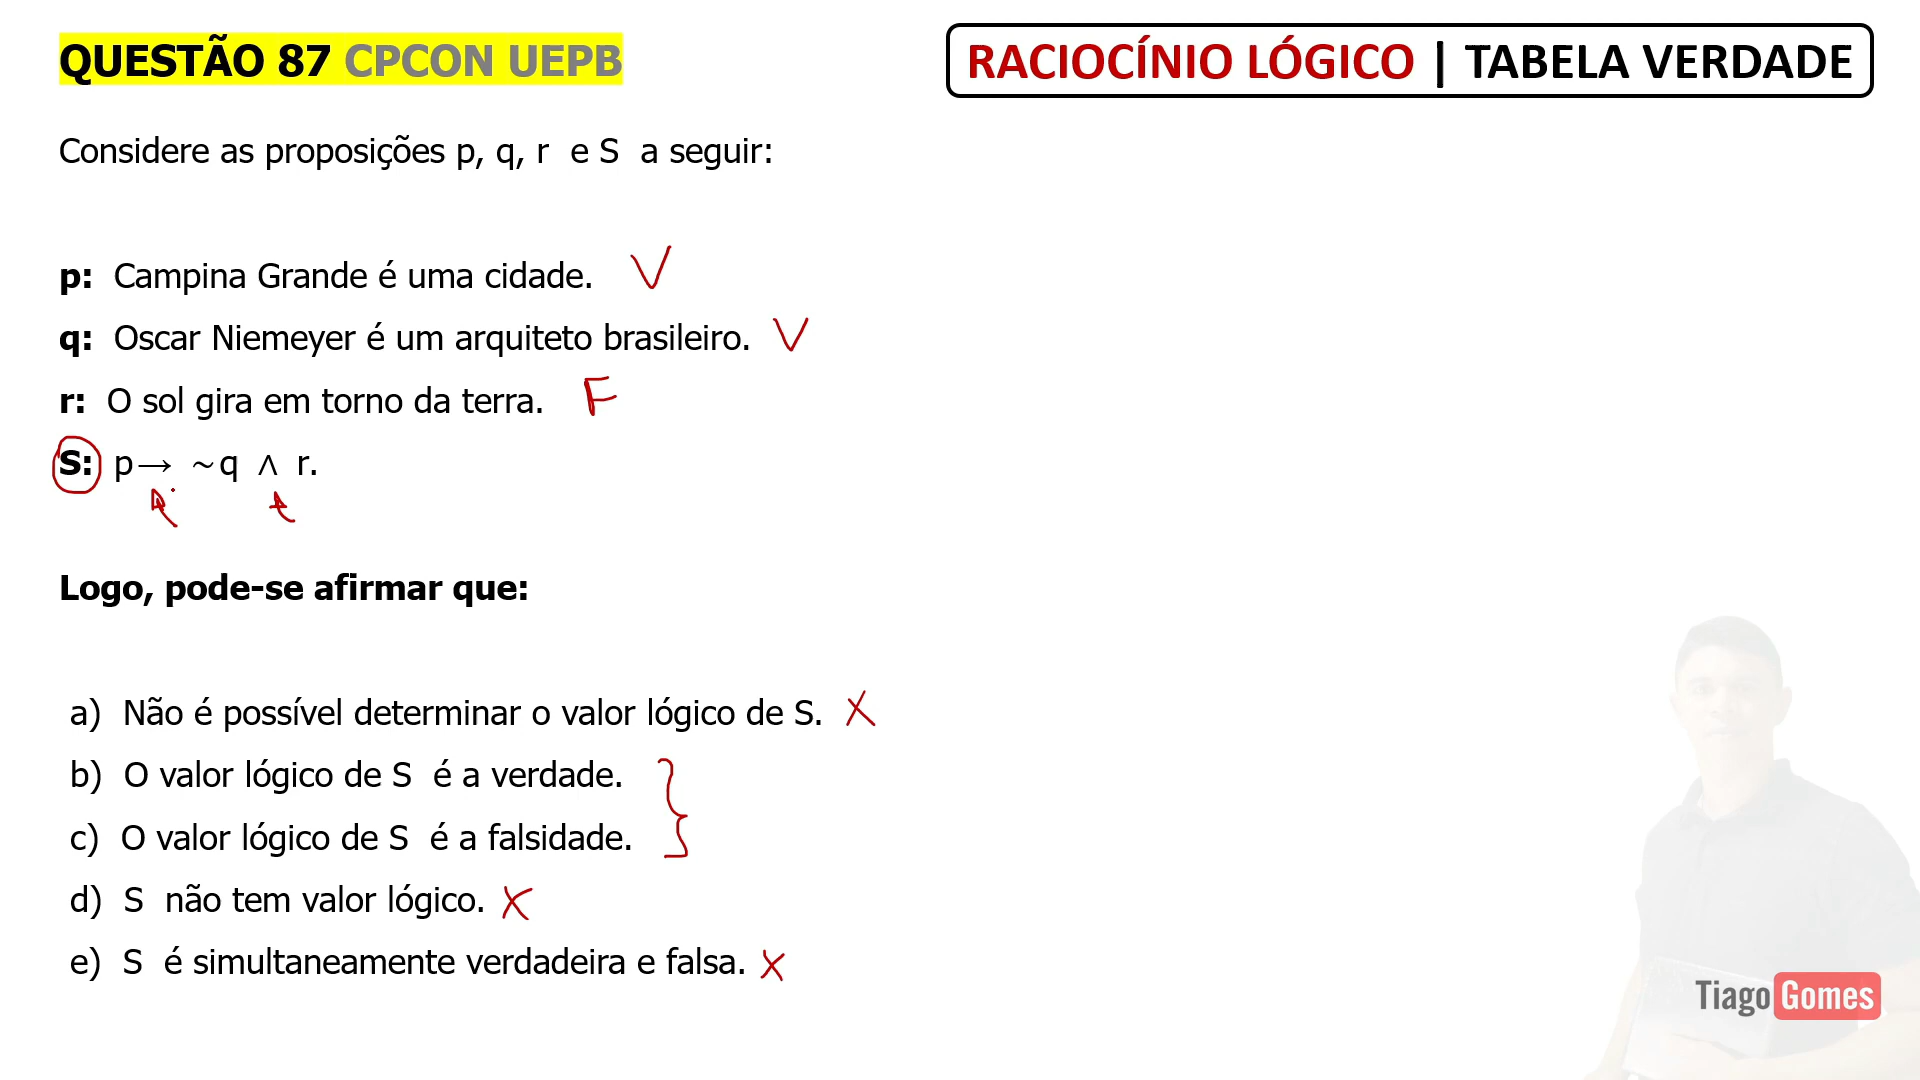 QUESTÃO 87 CPCON UEPB
RACIOCÍNIO LÓGICO | TABELA VERDADE
Considere as proposições p, q, r e S a seguir:
p: Campina Grande é uma cidade. V
q: Oscar Niemeyer é um arquiteto brasileiro. V
r: O sol gira em torno da terra. F
S: p→ ~q ∧ r.
Logo, pode-se afirmar que:
a) Não é possível determinar o valor lógico de S. X
b) O valor lógico de S é a verdade.
c) O valor lógico de S é a falsidade.
d) S não tem valor lógico. X
e) S é simultaneamente verdadeira e falsa. X
Tiago Gomes